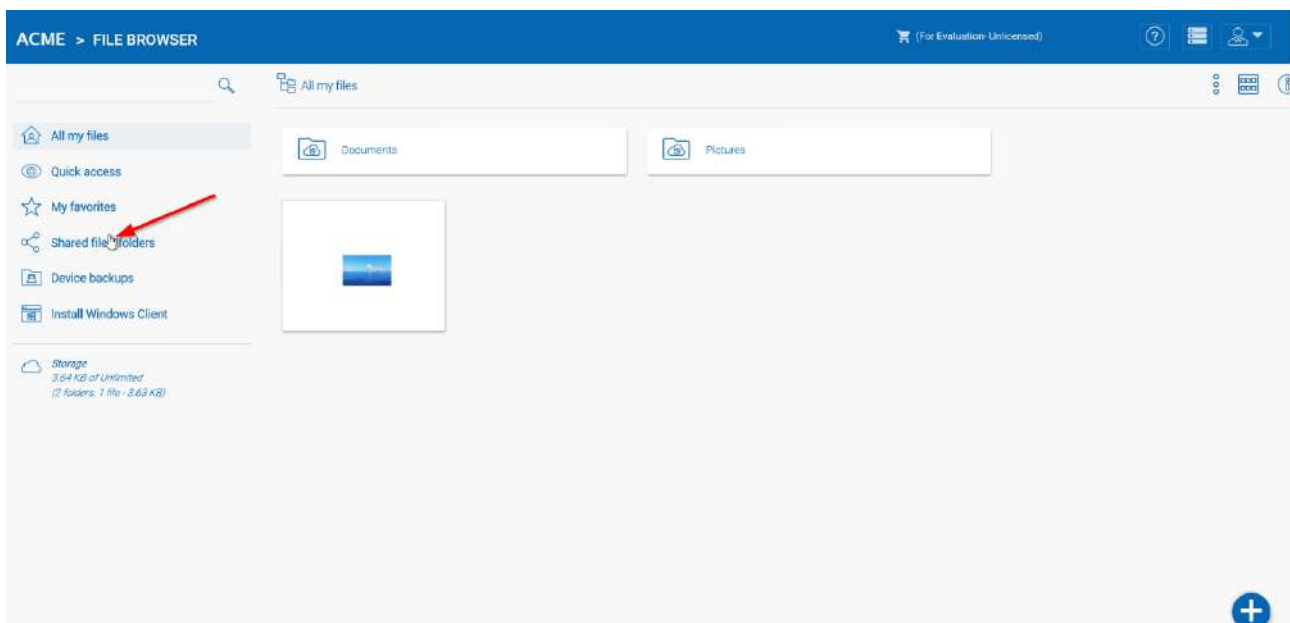 ACME > FILE BROWSER
(For Evaluation-Unlicensed)
All my files
All my files
Documents
Pictures
Quick access
My favorites
Shared file folders
Device backups
Install Windows Client
Storage
3.64 KB of Unlimited
(2 folders, 1 file - 3.63 KB)